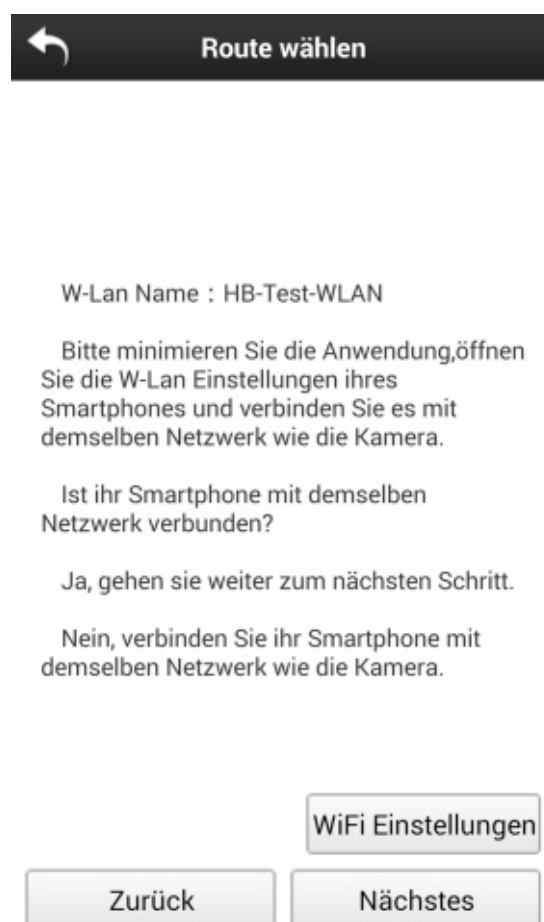 Route wählen
W-Lan Name : HB-Test-WLAN
Bitte minimieren Sie die Anwendung,öffnen
Sie die W-Lan Einstellungen ihres
Smartphones und verbinden Sie es mit
demselben Netzwerk wie die Kamera.
Ist ihr Smartphone mit demselben
Netzwerk verbunden?
Ja, gehen sie weiter zum nächsten Schritt.
Nein, verbinden Sie ihr Smartphone mit
demselben Netzwerk wie die Kamera.
WiFi Einstellungen
Zurück
Nächstes